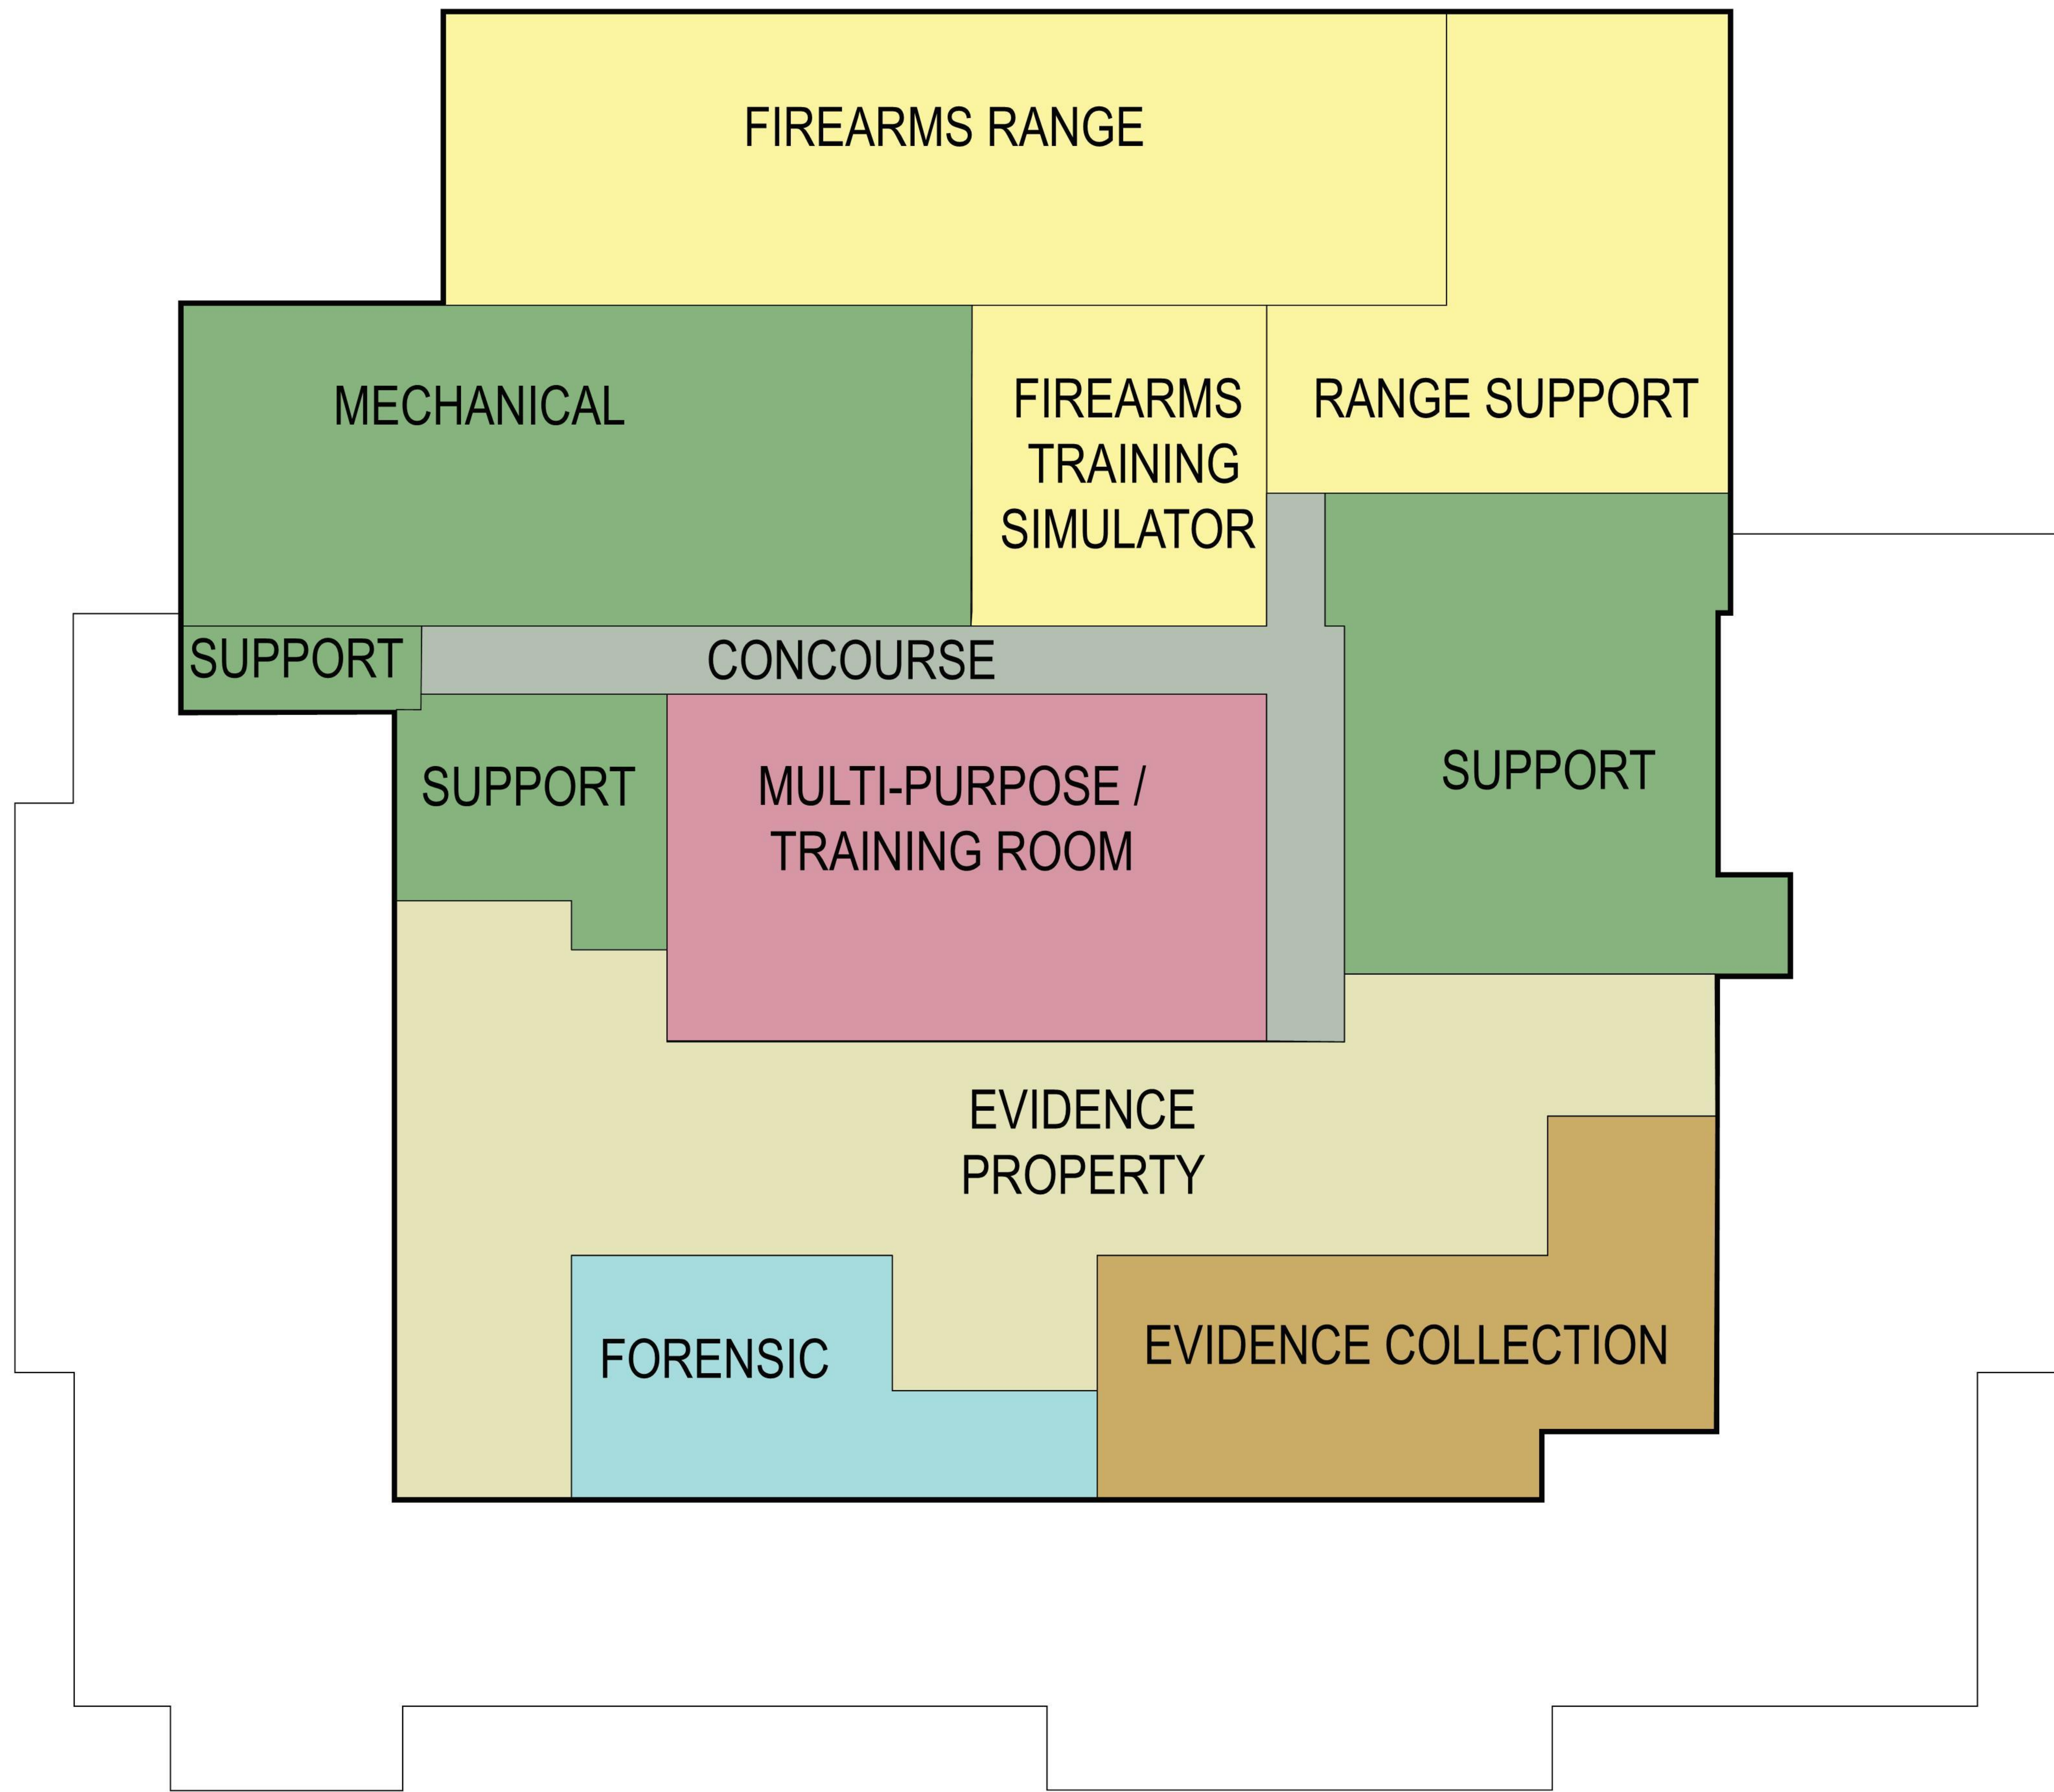 FIREARMS RANGE
MECHANICAL
FIREARMS
TRAINING
SIMULATOR
RANGE SUPPORT
SUPPORT
CONCOURSE
SUPPORT
MULTI-PURPOSE /
TRAINING ROOM
SUPPORT
EVIDENCE
PROPERTY
FORENSIC
EVIDENCE COLLECTION